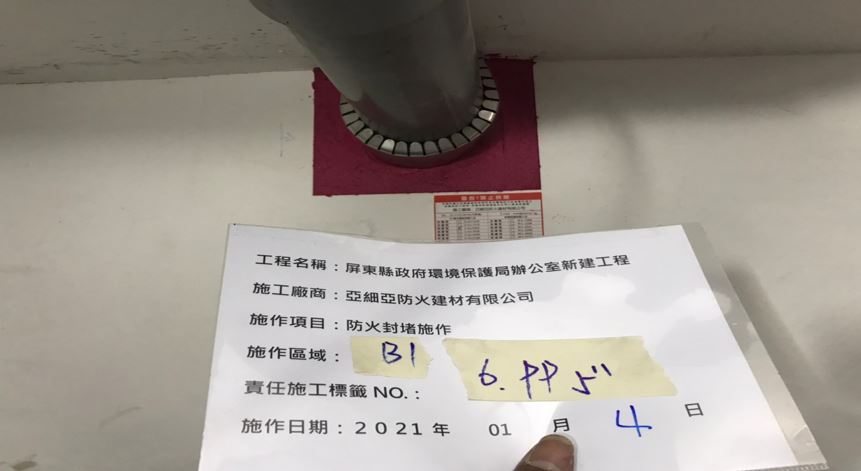 工程名稱：屏東縣政府環境保護局辦公室新建工程
施工廠商：亞細亞防火建材有限公司
施作項目：防火封堵施作
施作區域： B1
6. PP 5"
責任施工標籤 NO.：
施作日期：2021 年 01 月 4 日